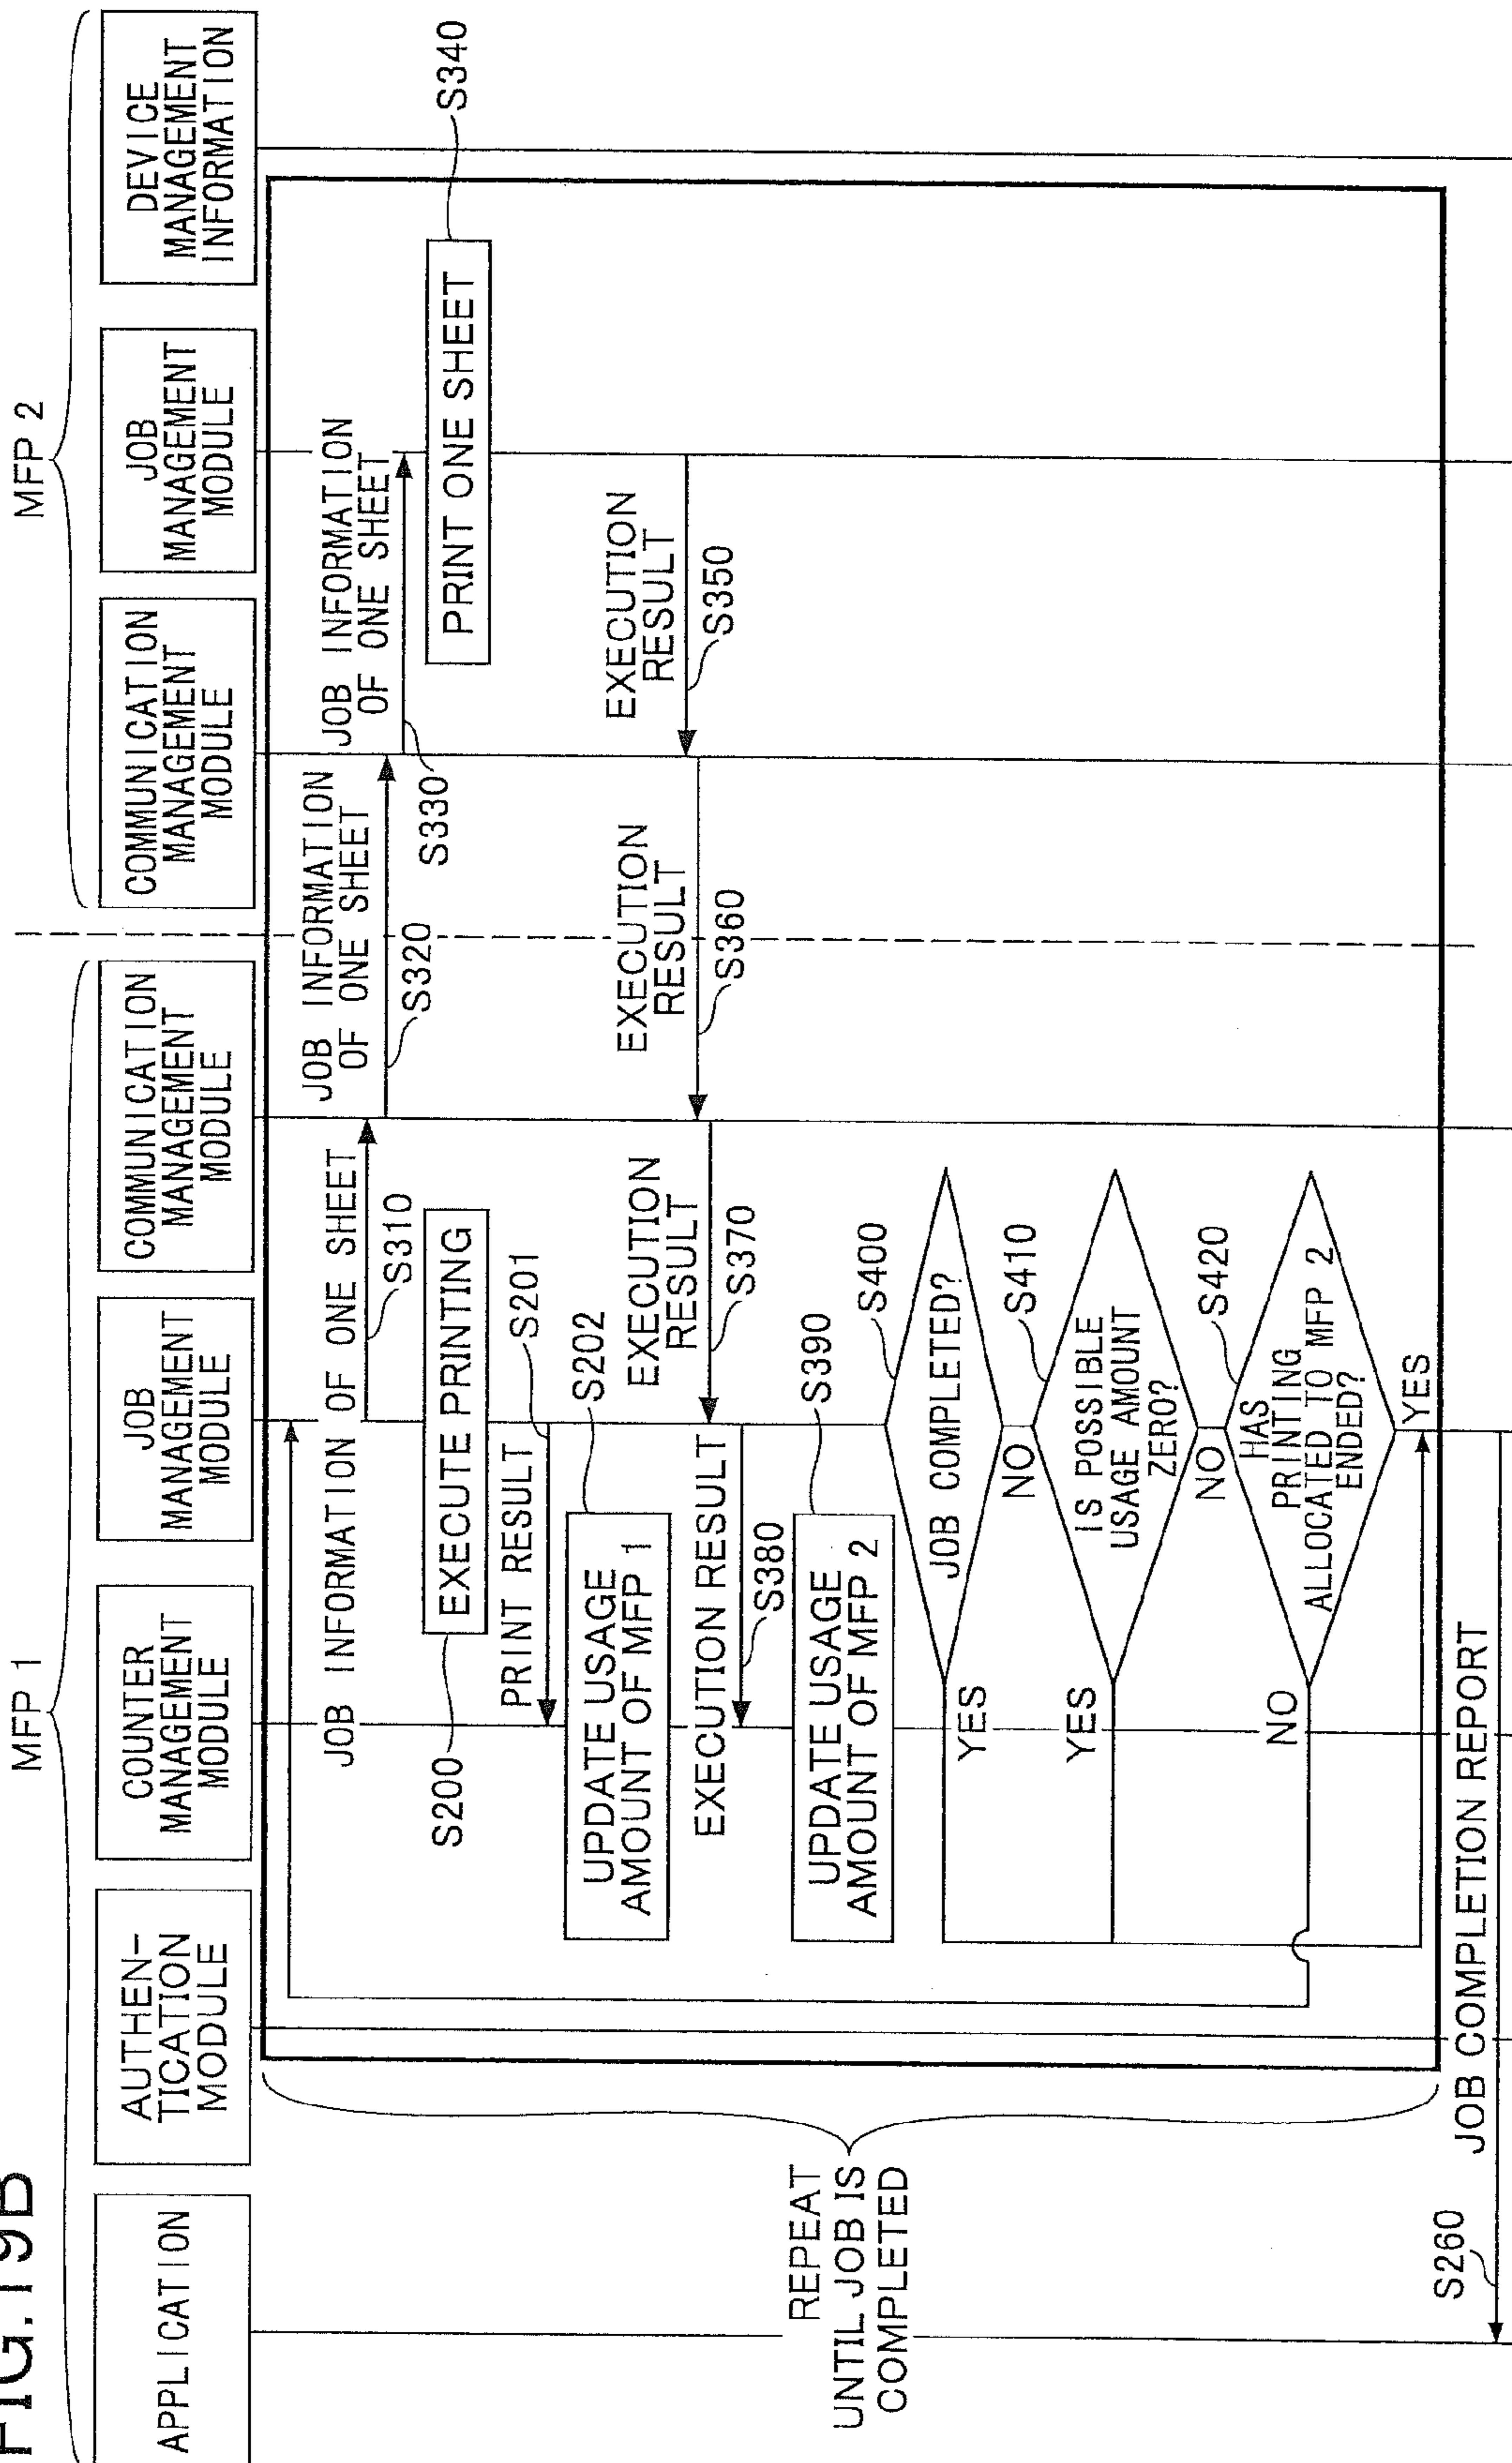 FIG.19B
MFP 1
MFP 2
APPLICATION
AUTHEN-
TICATION
MODULE
COUNTER
MANAGEMENT
MODULE
JOB
MANAGEMENT
MODULE
COMMUNICATION
MANAGEMENT
MODULE
COMMUNICATION
MANAGEMENT
MODULE
JOB
MANAGEMENT
MODULE
DEVICE
MANAGEMENT
INFORMATION
JOB INFORMATION OF ONE SHEET
S310
JOB INFORMATION
OF ONE SHEET
S320
JOB INFORMATION
OF ONE SHEET
S330
S200
EXECUTE PRINTING
PRINT ONE SHEET
S340
PRINT RESULT
S201
UPDATE USAGE
AMOUNT OF MFP 1
S202
EXECUTION
RESULT
S350
EXECUTION
RESULT
S360
EXECUTION
RESULT
S370
EXECUTION RESULT
S380
UPDATE USAGE
AMOUNT OF MFP 2
S390
REPEAT
UNTIL JOB IS
COMPLETED
JOB COMPLETED?
S400
YES
NO
IS POSSIBLE
USAGE AMOUNT
ZERO?
S410
YES
NO
HAS
PRINTING
ALLOCATED TO MFP 2
ENDED?
S420
NO
YES
JOB COMPLETION REPORT
S260